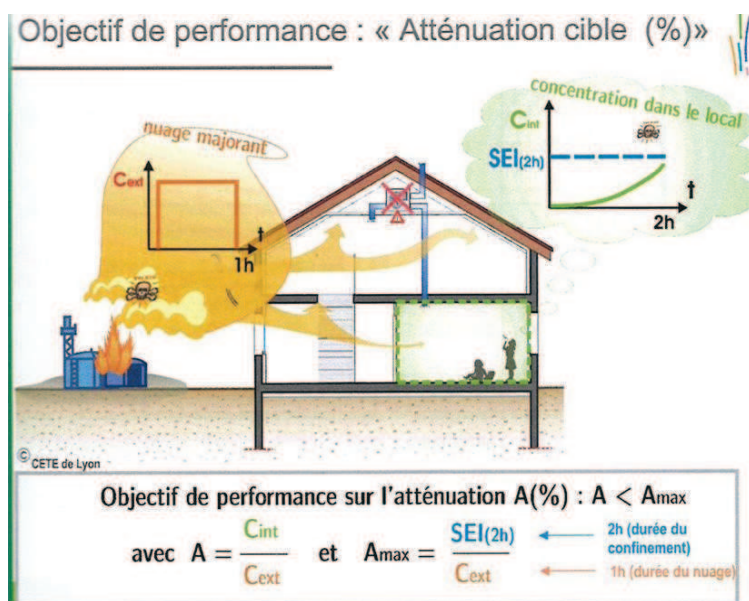 Objectif de performance : « Atténuation cible (%)»
nuage majorant
Cext
t
1h
concentration dans le local
Cint
SEI(2h)
t
2h
© CETE de Lyon
Objectif de performance sur l'atténuation A(%) : A < Amax
avec A = Cint / Cext et Amax = SEI(2h) / Cext
2h (durée du
confinement)
1h (durée du nuage)